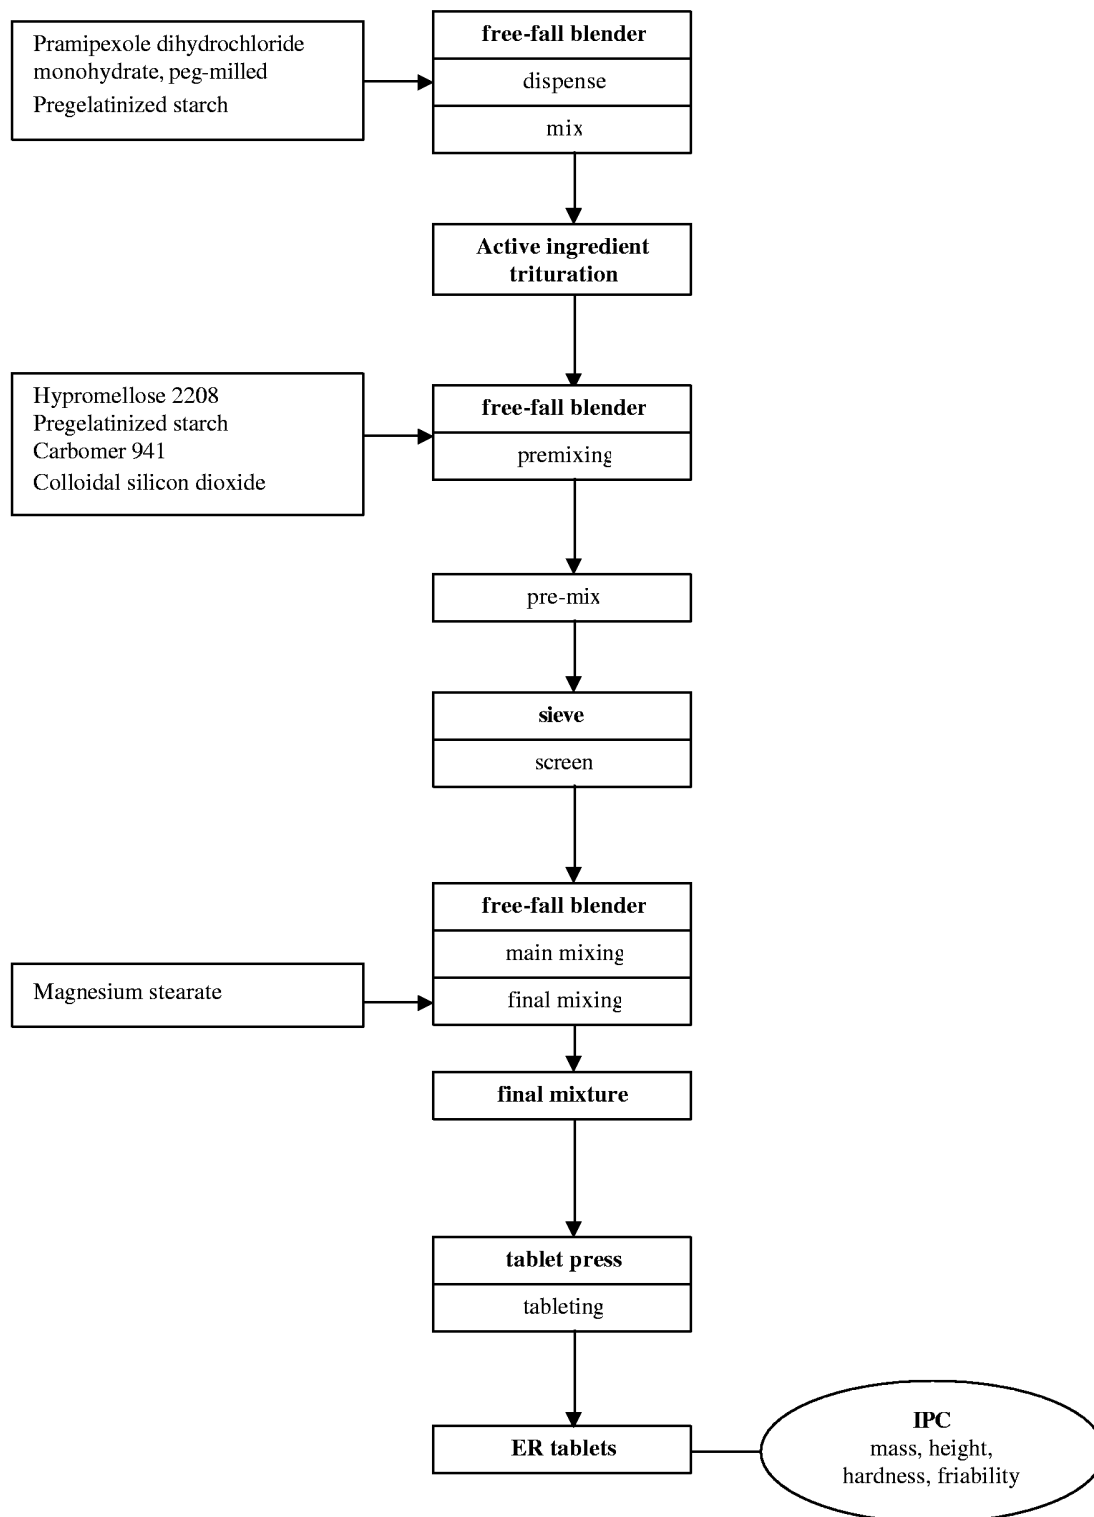 Pramipexole dihydrochloride
monohydrate, peg-milled
Pregelatinized starch
free-fall blender
dispense
mix
Active ingredient
trituration
Hypromellose 2208
Pregelatinized starch
Carbomer 941
Colloidal silicon dioxide
free-fall blender
premixing
pre-mix
sieve
screen
free-fall blender
main mixing
Magnesium stearate
final mixing
final mixture
tablet press
tableting
ER tablets
IPC
mass, height,
hardness, friability